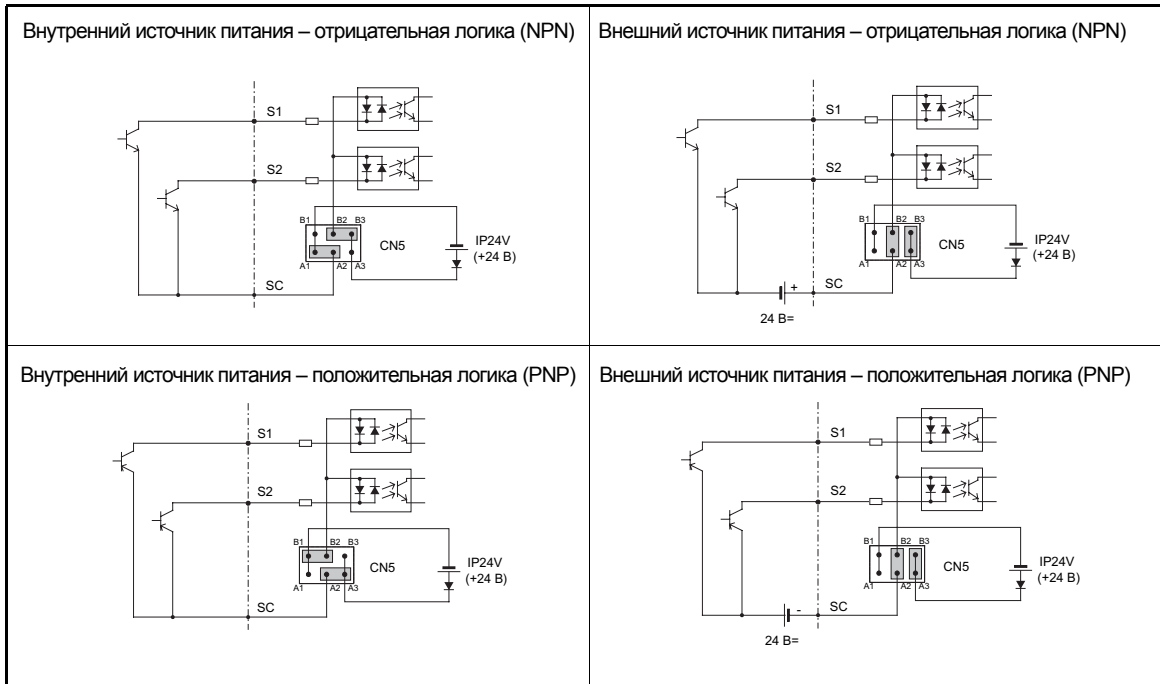 Внутренний источник питания – отрицательная логика (NPN)
S1
S2
B1 B2 B3
CN5
A1 A2 A3
IP24V
(+24 В)
SC
Внешний источник питания – отрицательная логика (NPN)
S1
S2
B1 B2 B3
CN5
A1 A2 A3
IP24V
(+24 В)
+
SC
24 В=
Внутренний источник питания – положительная логика (PNP)
S1
S2
B1 B2 B3
CN5
A1 A2 A3
IP24V
(+24 В)
SC
Внешний источник питания – положительная логика (PNP)
S1
S2
B1 B2 B3
CN5
A1 A2 A3
IP24V
(+24 В)
-
SC
24 В=